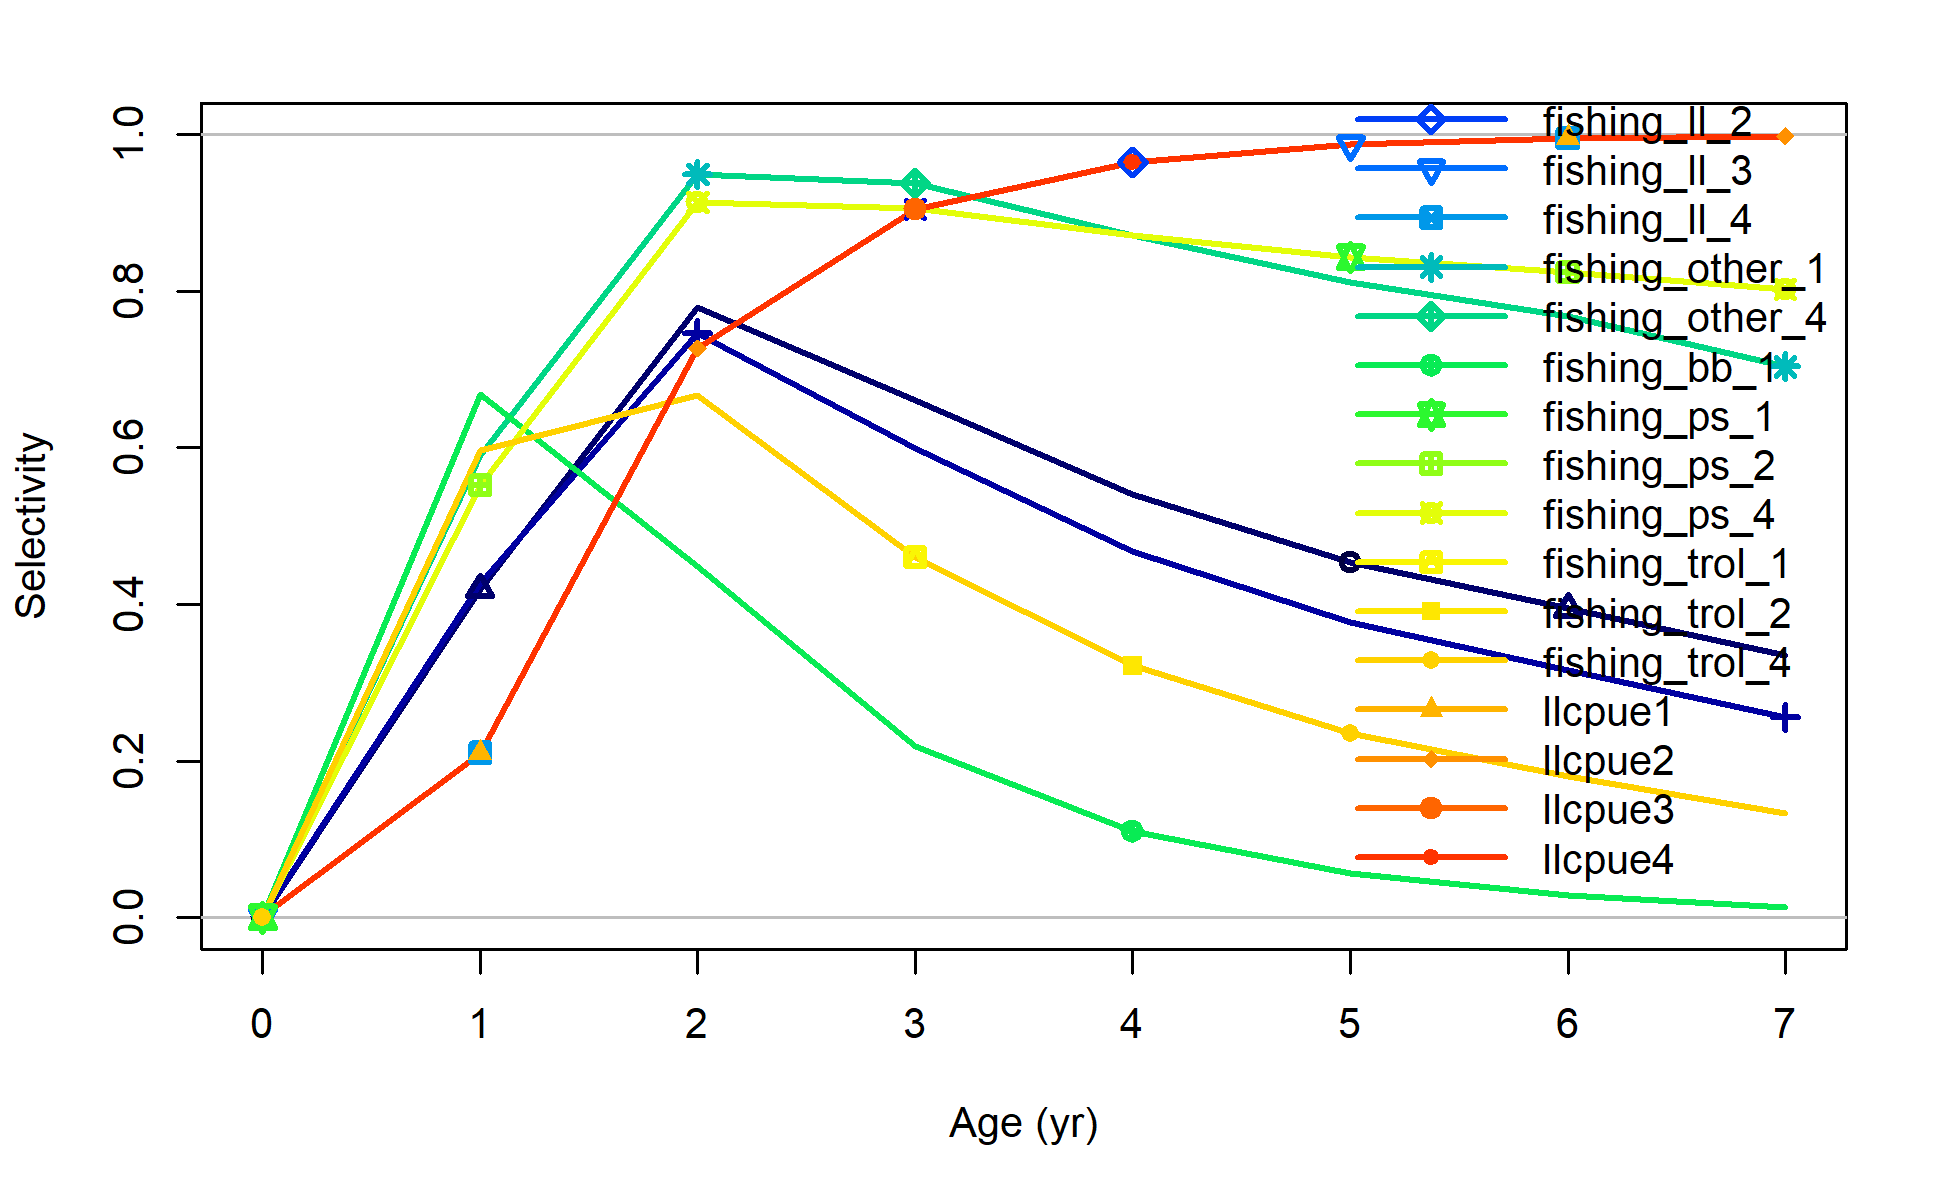 1.0
0.8
0.6
0.4
0.2
0.0
Selectivity
fishing_ll_2
fishing_ll_3
fishing_ll_4
fishing_other_1
fishing_other_4
fishing_bb_1
fishing_ps_1
fishing_ps_2
fishing_ps_4
fishing_trol_1
fishing_trol_2
fishing_trol_4
llcpue1
llcpue2
llcpue3
llcpue4
0 1 2 3 4 5 6 7
Age (yr)